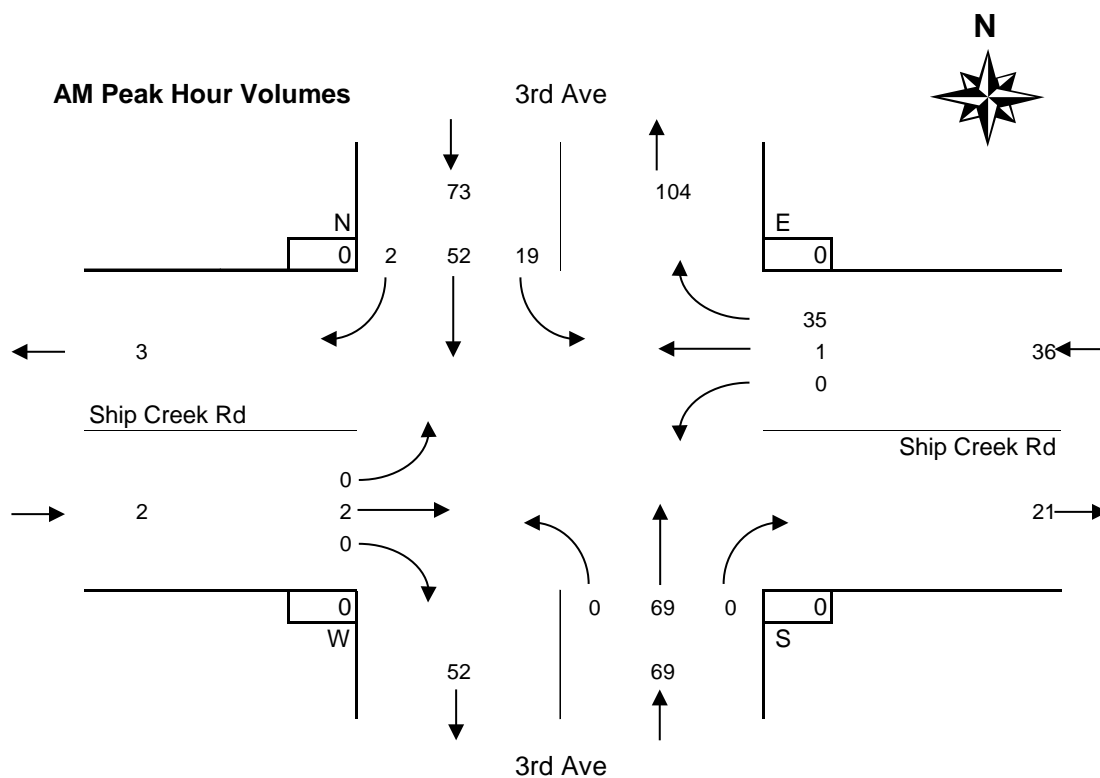 N
AM Peak Hour Volumes 3rd Ave
73 104
N E
0 2 52 19 0
35
3 1 36
0
Ship Creek Rd
Ship Creek Rd
0
2 2 21
0
0 0 69 0 0
W S
52 69
3rd Ave